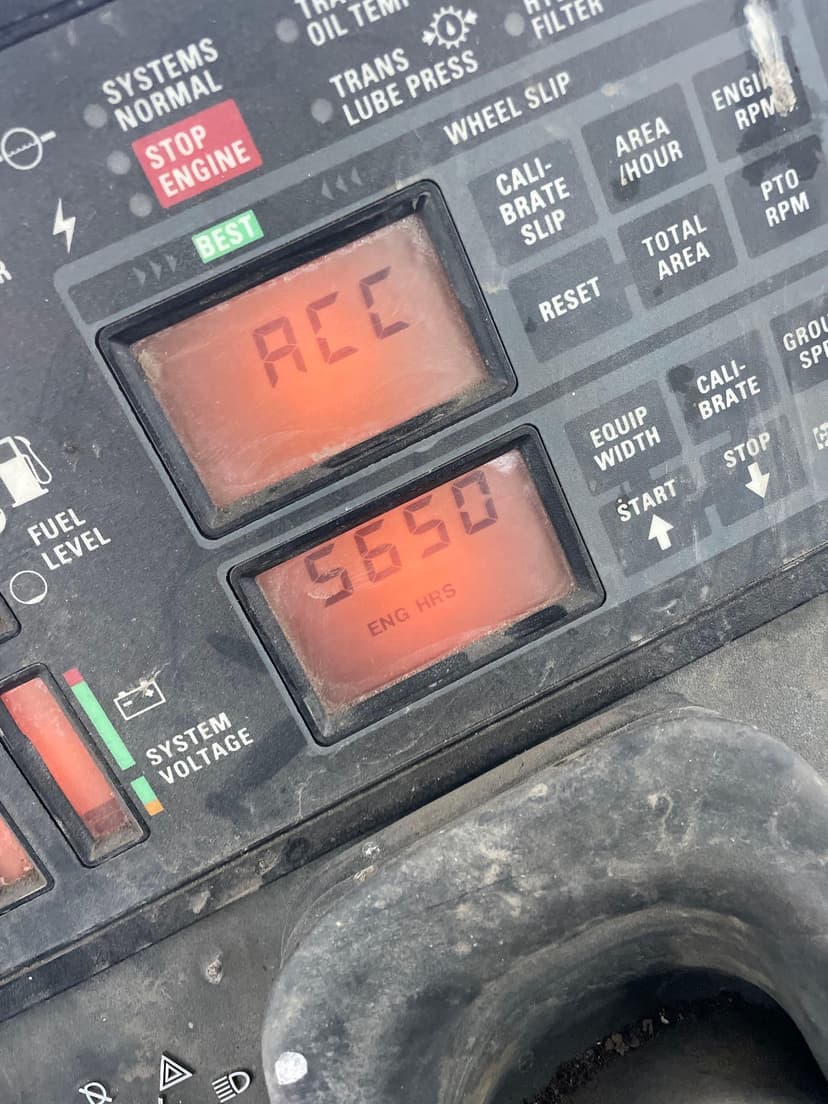 OIL TEMP
FILTER
SYSTEMS
NORMAL
TRANS
LUBE PRESS
STOP
ENGINE
WHEEL SLIP
BEST
CALI-
BRATE
SLIP
AREA
/HOUR
RPM
RESET
TOTAL
AREA
PTO
RPM
ACC
EQUIP
WIDTH
CALI-
BRATE
START
STOP
5650
ENG HRS
FUEL
LEVEL
SYSTEM
VOLTAGE